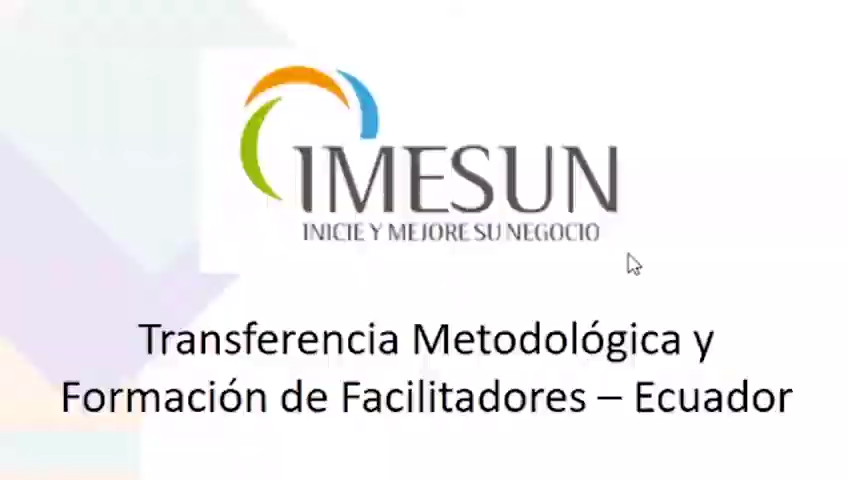 IMESUN
INICIE Y MEJORE SU NEGOCIO
Transferencia Metodológica y
Formación de Facilitadores – Ecuador